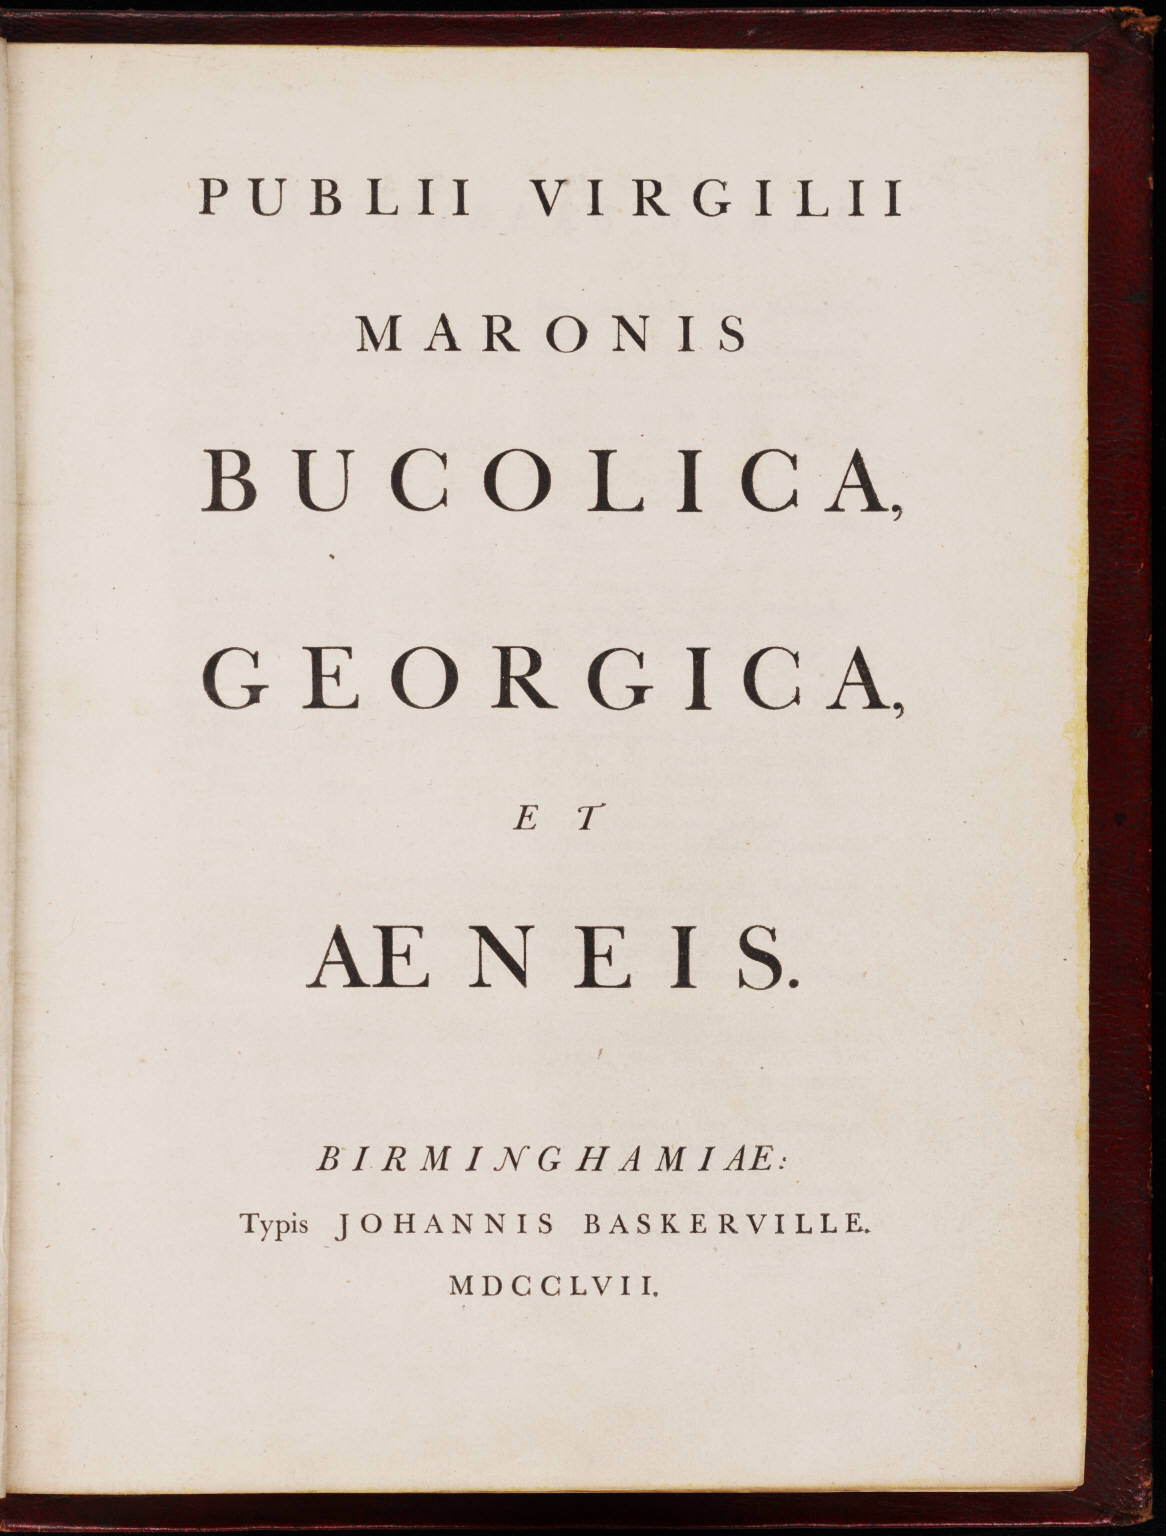 PUBLII VIRGILII
MARONIS
BUCOLICA,
GEORGICA,
ET
AENEIS.
BIRMINGHAMIAE:
Typis JOHANNIS BASKERVILLE.
MDCCLVII.